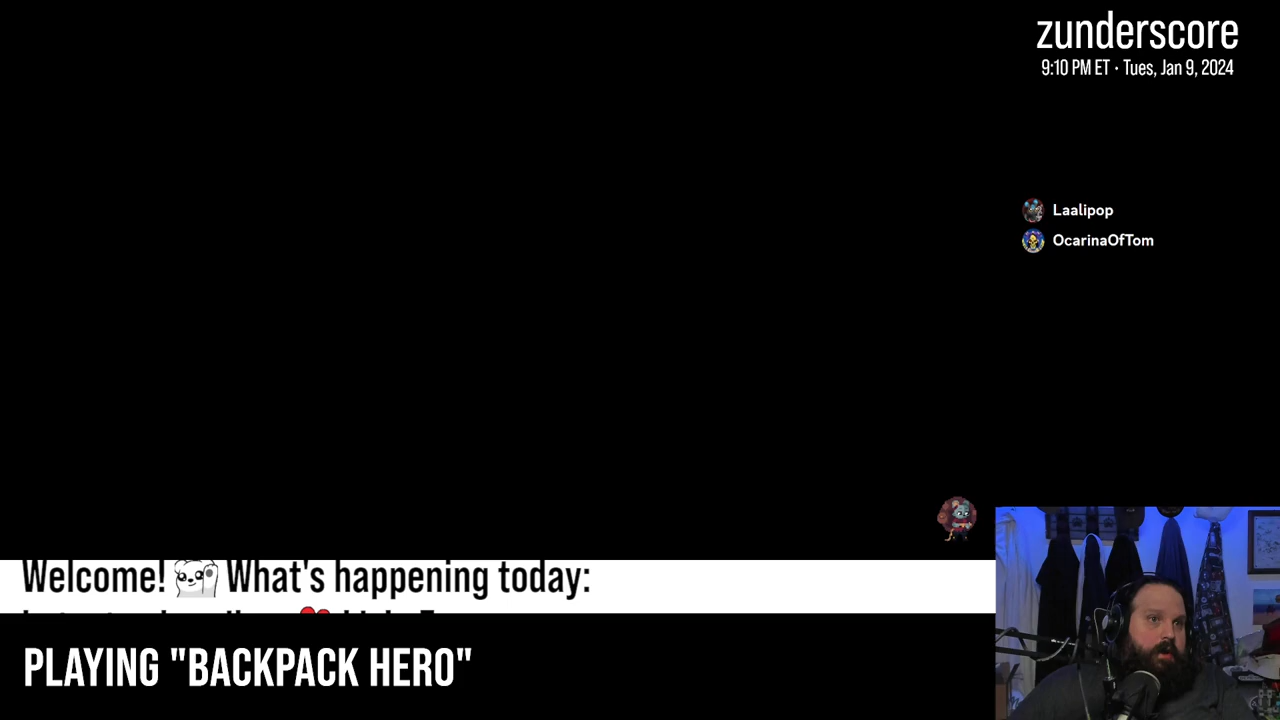 zunderscore
9:10 PM ET · Tues, Jan 9, 2024
Laalipop
OcarinaOfTom
Welcome! What's happening today:
PLAYING "BACKPACK HERO"